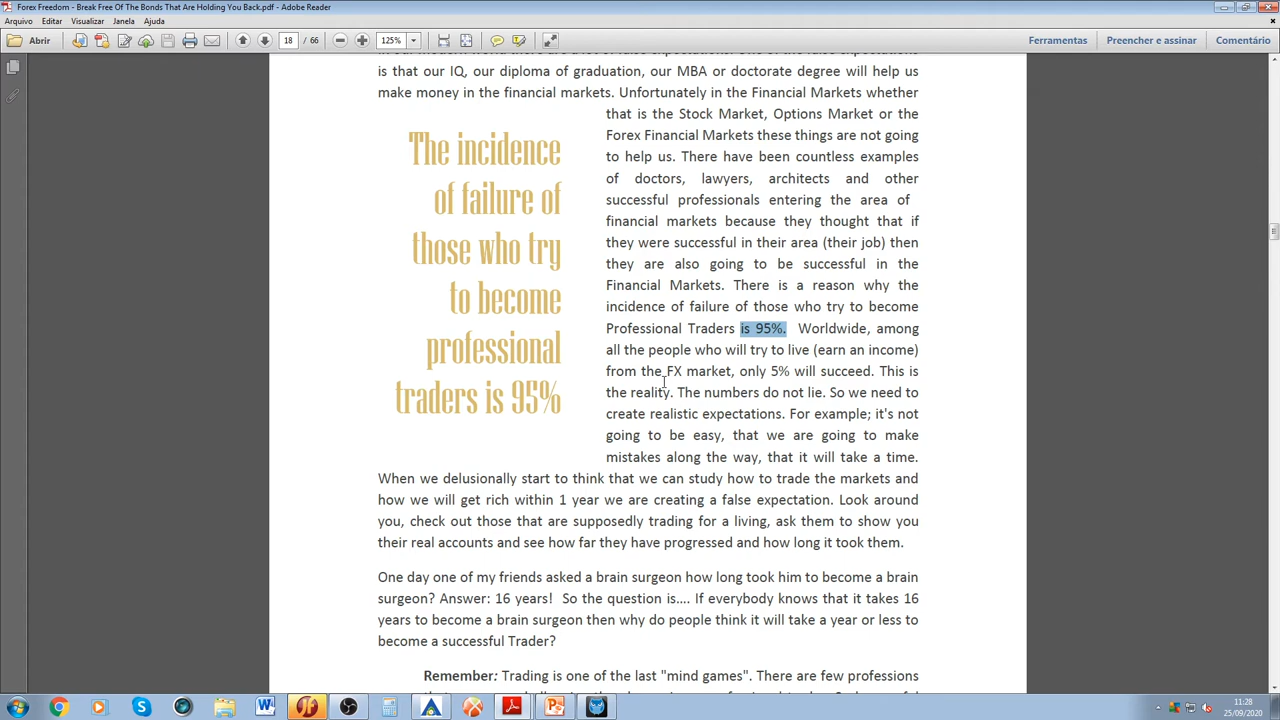 Forex Freedom - Break Free Of The Bonds That Are Holding You Back.pdf - Adobe Reader
Arquivo Editar Visualizar Janela Ajuda
Abrir 18 / 66 125% Ferramentas Preencher e assinar Comentário
is that our IQ, our diploma of graduation, our MBA or doctorate degree will help us
make money in the financial markets. Unfortunately in the Financial Markets whether
that is the Stock Market, Options Market or the
Forex Financial Markets these things are not going
to help us. There have been countless examples
of doctors, lawyers, architects and other
successful professionals entering the area of
financial markets because they thought that if
they were successful in their area (their job) then
they are also going to be successful in the
Financial Markets. There is a reason why the
incidence of failure of those who try to become
Professional Traders is 95%. Worldwide, among
all the people who will try to live (earn an income)
from the FX market, only 5% will succeed. This is
the reality. The numbers do not lie. So we need to
create realistic expectations. For example; it's not
going to be easy, that we are going to make
mistakes along the way, that it will take a time.
The incidence
of failure of
those who try
to become
professional
traders is 95%
When we delusionally start to think that we can study how to trade the markets and
how we will get rich within 1 year we are creating a false expectation. Look around
you, check out those that are supposedly trading for a living, ask them to show you
their real accounts and see how far they have progressed and how long it took them.
One day one of my friends asked a brain surgeon how long took him to become a brain
surgeon? Answer: 16 years! So the question is.... If everybody knows that it takes 16
years to become a brain surgeon then why do people think it will take a year or less to
become a successful Trader?
Remember: Trading is one of the last "mind games". There are few professions
11:28
25/09/2020